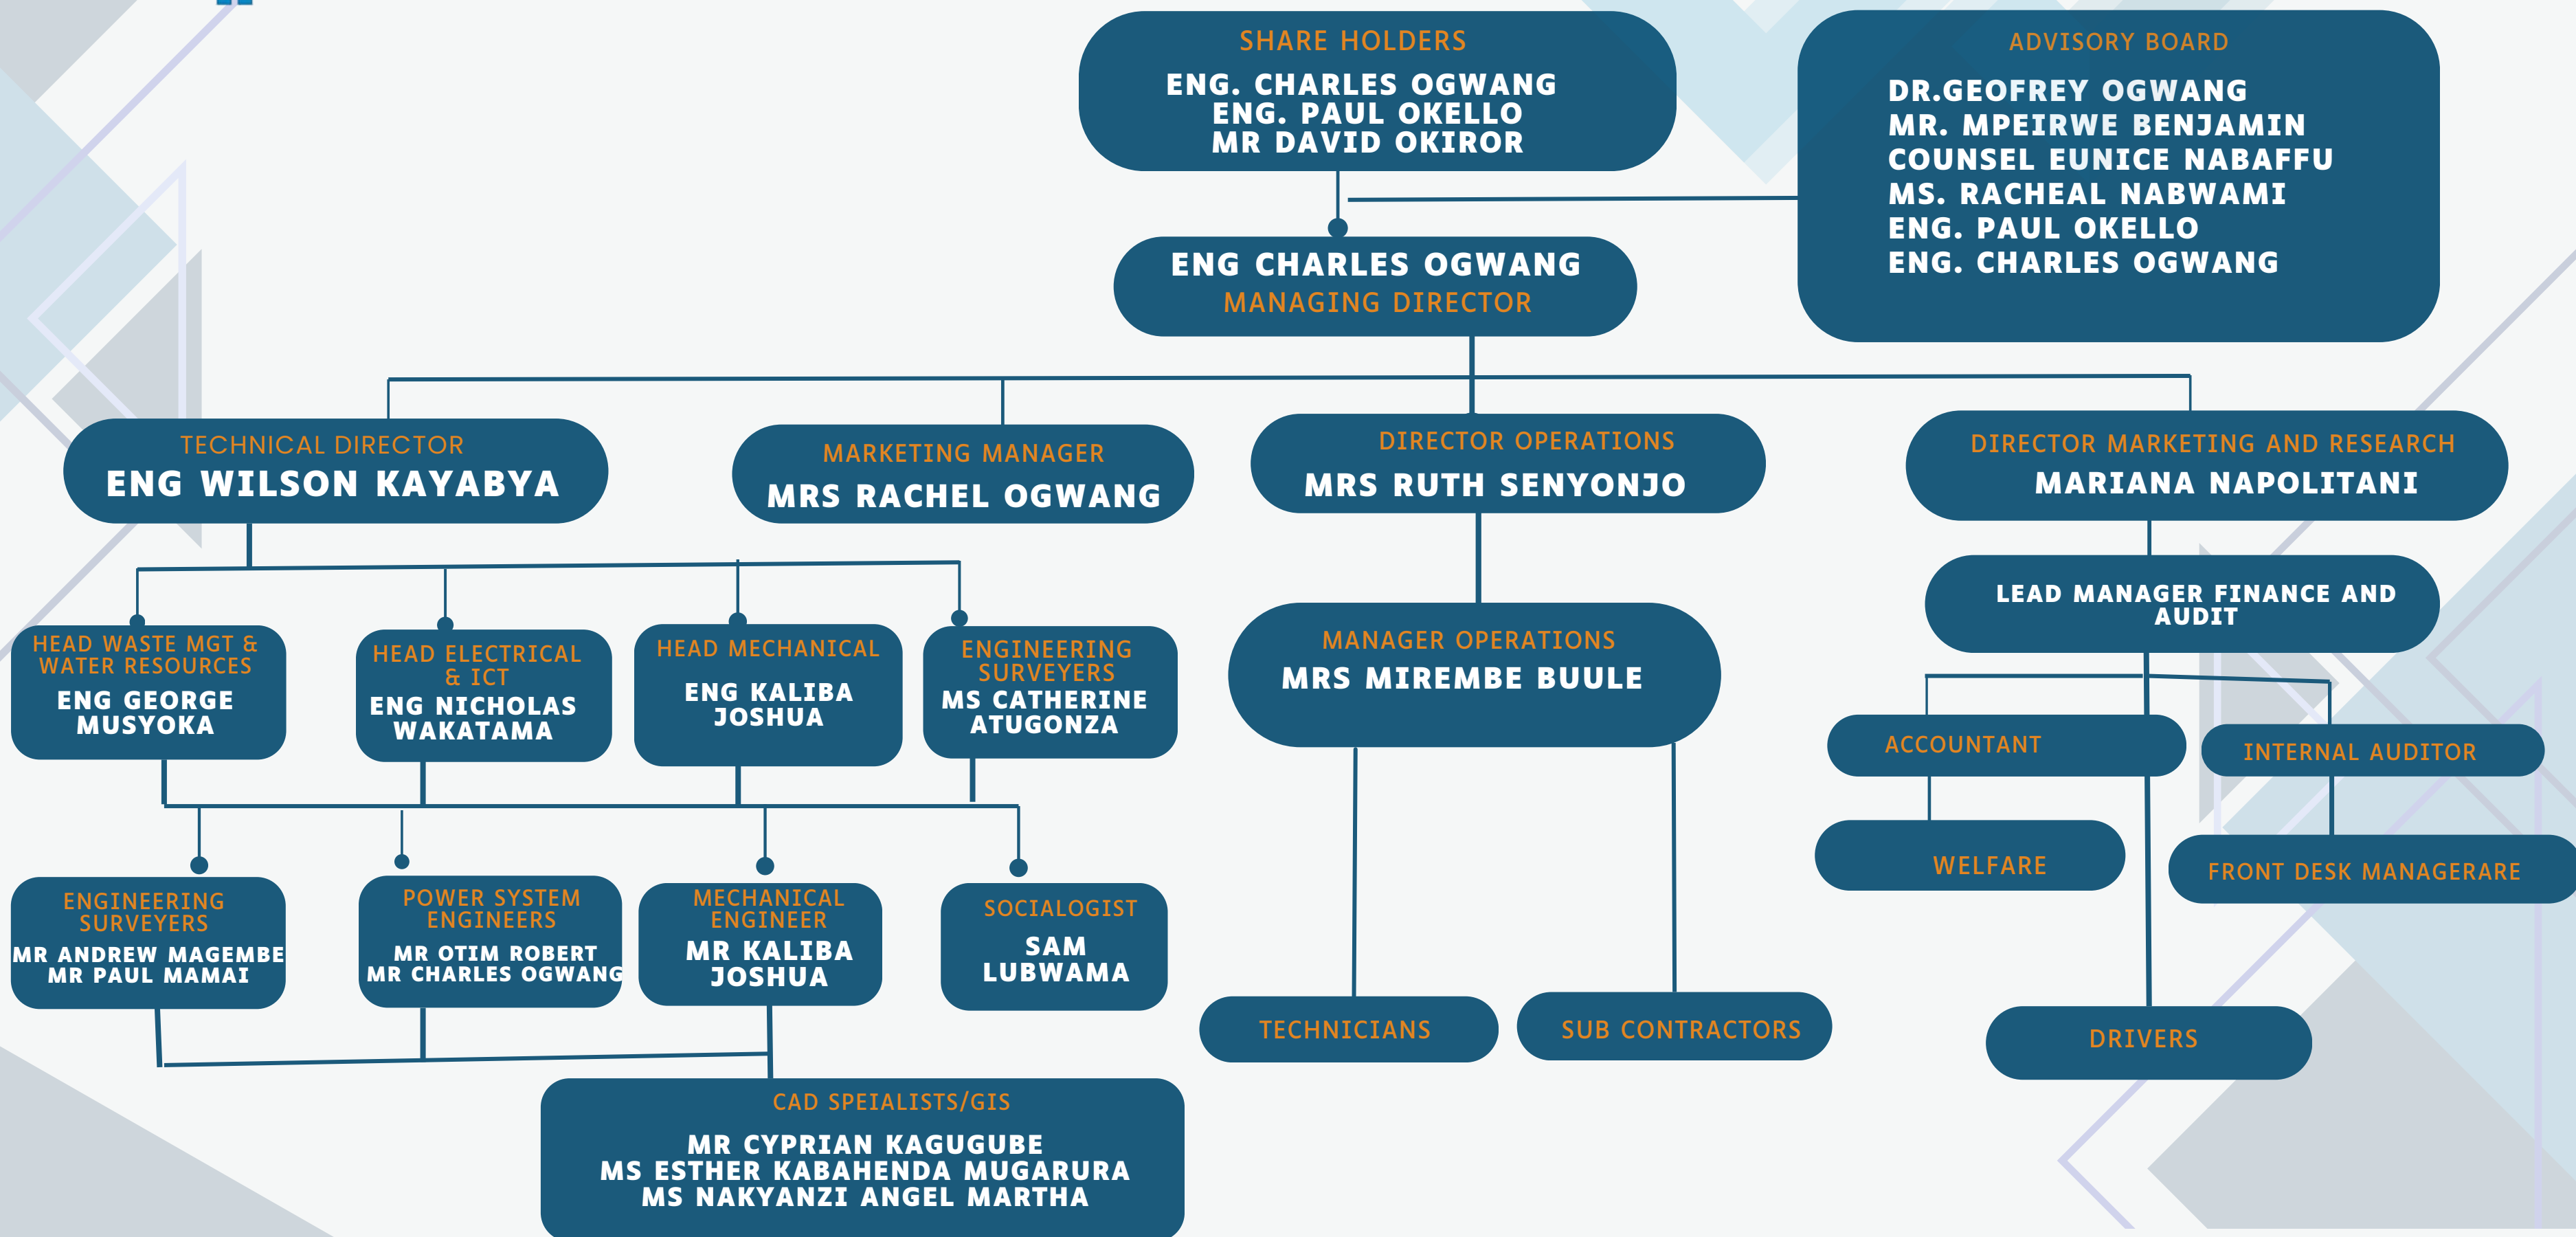 SHARE HOLDERS
ENG. CHARLES OGWANG
ENG. PAUL OKELLO
MR DAVID OKIROR
ADVISORY BOARD
DR.GEOFREY OGWANG
MR. MPEIRWE BENJAMIN
COUNSEL EUNICE NABAFFU
MS. RACHEAL NABWAMI
ENG. PAUL OKELLO
ENG. CHARLES OGWANG
ENG CHARLES OGWANG
MANAGING DIRECTOR
TECHNICAL DIRECTOR
ENG WILSON KAYABYA
MARKETING MANAGER
MRS RACHEL OGWANG
DIRECTOR OPERATIONS
MRS RUTH SENYONJO
DIRECTOR MARKETING AND RESEARCH
MARIANA NAPOLITANI
LEAD MANAGER FINANCE AND
AUDIT
HEAD WASTE MGT &
WATER RESOURCES
ENG GEORGE
MUSYOKA
HEAD ELECTRICAL
& ICT
ENG NICHOLAS
WAKATAMA
HEAD MECHANICAL
ENG KALIBA
JOSHUA
ENGINEERING
SURVEYERS
MS CATHERINE
ATUGONZA
MANAGER OPERATIONS
MRS MIREMBE BUULE
ACCOUNTANT
INTERNAL AUDITOR
WELFARE
FRONT DESK MANAGERARE
ENGINEERING
SURVEYERS
MR ANDREW MAGEMBE
MR PAUL MAMAI
POWER SYSTEM
ENGINEERS
MR OTIM ROBERT
MR CHARLES OGWANG
MECHANICAL
ENGINEER
MR KALIBA
JOSHUA
SOCIALOGIST
SAM
LUBWAMA
TECHNICIANS
SUB CONTRACTORS
DRIVERS
CAD SPEIALISTS/GIS
MR CYPRIAN KAGUGUBE
MS ESTHER KABAHENDA MUGARURA
MS NAKYANZI ANGEL MARTHA